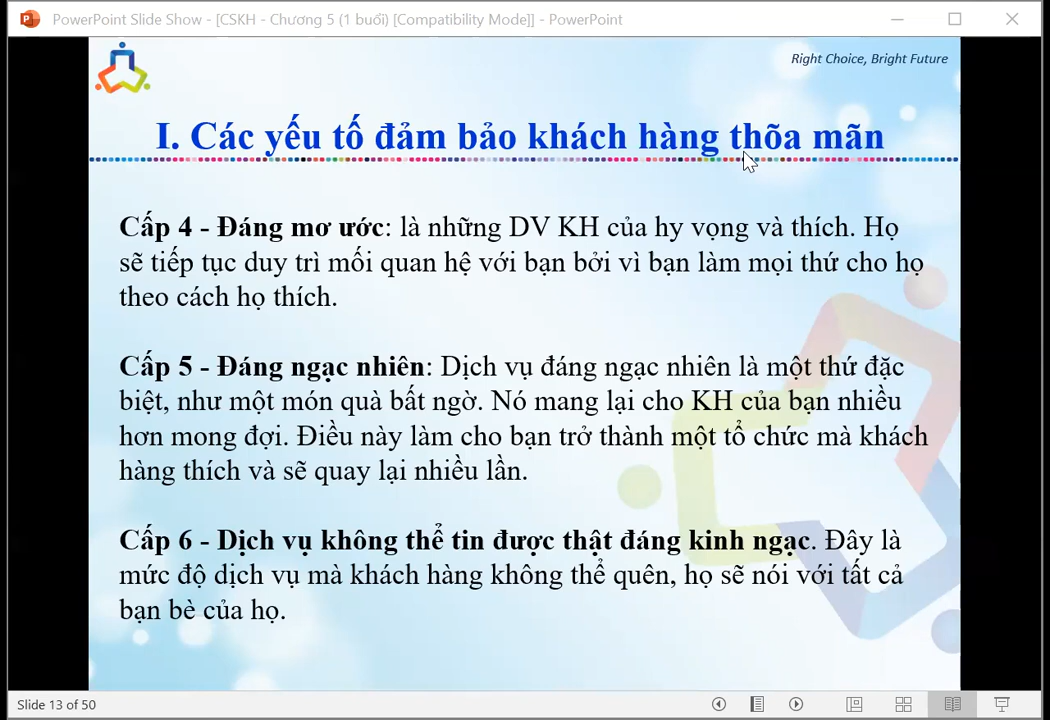 PowerPoint Slide Show - [CSKH - Chương 5 (1 buổi) [Compatibility Mode]] - PowerPoint
Right Choice, Bright Future
I. Các yếu tố đảm bảo khách hàng thõa mãn
Cấp 4 - Đáng mơ ước: là những DV KH của hy vọng và thích. Họ
sẽ tiếp tục duy trì mối quan hệ với bạn bởi vì bạn làm mọi thứ cho họ
theo cách họ thích.
Cấp 5 - Đáng ngạc nhiên: Dịch vụ đáng ngạc nhiên là một thứ đặc
biệt, như một món quà bất ngờ. Nó mang lại cho KH của bạn nhiều
hơn mong đợi. Điều này làm cho bạn trở thành một tổ chức mà khách
hàng thích và sẽ quay lại nhiều lần.
Cấp 6 - Dịch vụ không thể tin được thật đáng kinh ngạc. Đây là
mức độ dịch vụ mà khách hàng không thể quên, họ sẽ nói với tất cả
bạn bè của họ.
Slide 13 of 50